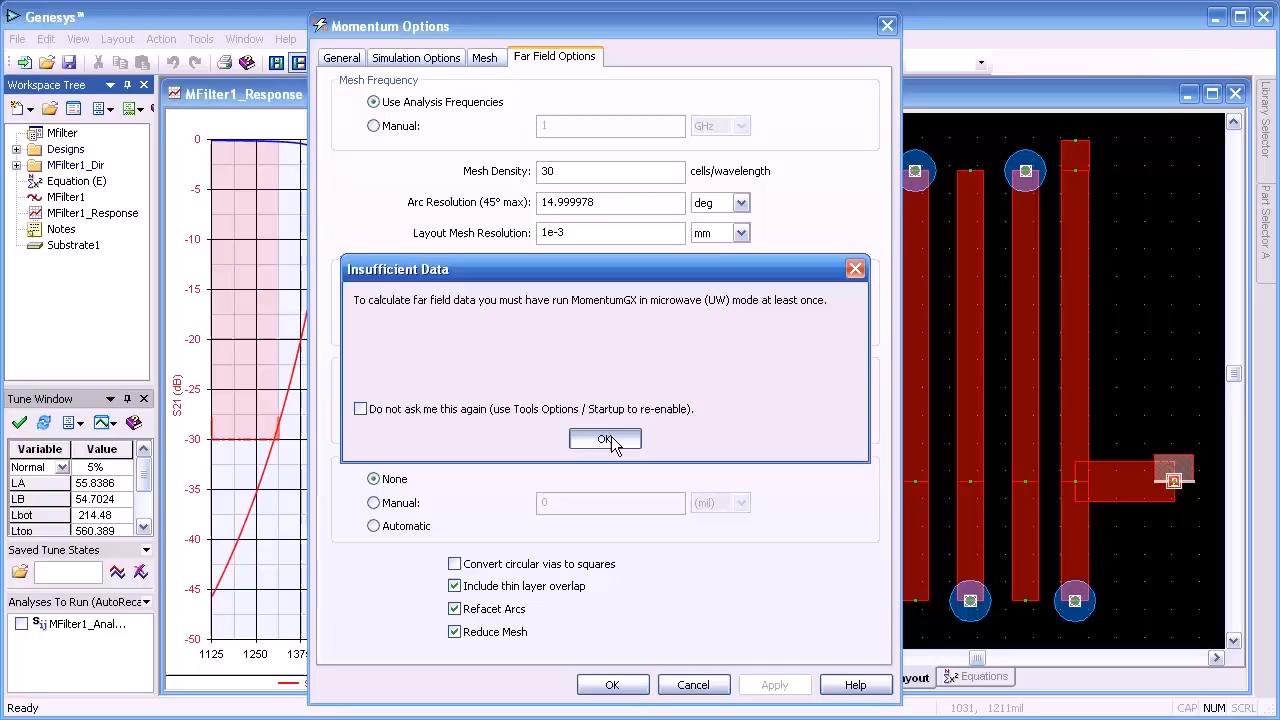 Genesys™
File Edit View Layout Action Tools Window Help
Workspace Tree
MFilter
Designs
MFilter1_Dir
Equation (E)
MFilter1
MFilter1_Response
Notes
Substrate1
Tune Window
Variable Value
Normal 5%
LA 55.8386
LB 54.7024
Lbot 214.48
Ltop 560.389
Saved Tune States
Analyses To Run (AutoReca
MFilter1_Anal...
Ready
MFilter1_Response
0
-5
-10
-15
-20
-25
-30
-35
-40
-45
-50
S21 (dB)
1125 1250 1375
Momentum Options
General Simulation Options Mesh Far Field Options
Mesh Frequency
Use Analysis Frequencies
Manual: 1 GHz
Mesh Density: 30 cells/wavelength
Arc Resolution (45° max): 14.999978 deg
Layout Mesh Resolution: 1e-3 mm
Insufficient Data
To calculate far field data you must have run MomentumGX in microwave (UW) mode at least once.
Do not ask me this again (use Tools Options / Startup to re-enable).
OK
None
Manual: 0 (mil)
Automatic
Convert circular vias to squares
Include thin layer overlap
Refacet Arcs
Reduce Mesh
OK Cancel Apply Help
Library Selector
Part Selector A
ayout Equations
1031, 1211mil CAP NUM SCRL